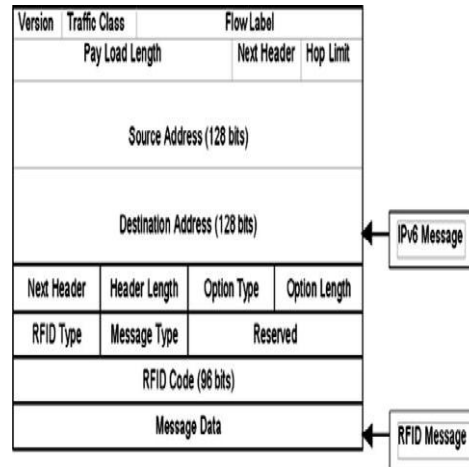 Version Traffic Class Flow Label
Pay Load Length Next Header Hop Limit
Source Address (128 bits)
Destination Address (128 bits)
IPv6 Message
Next Header Header Length Option Type Option Length
RFID Type Message Type Reserved
RFID Code (96 bits)
Message Data
RFID Message